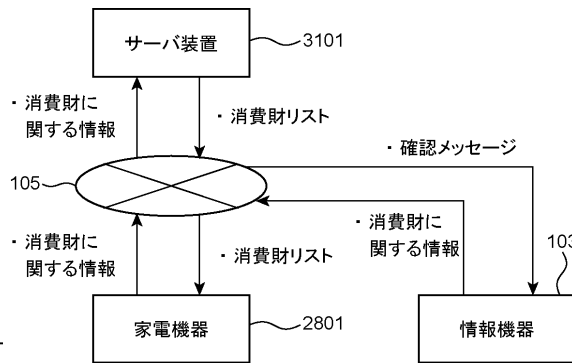 サーバ装置
3101
・ 消費財に
関する情報
・ 消費財リスト
・ 確認メッセージ
105
・ 消費財に
関する情報
・ 消費財リスト
・ 消費財に
関する情報
103
家電機器
2801
情報機器